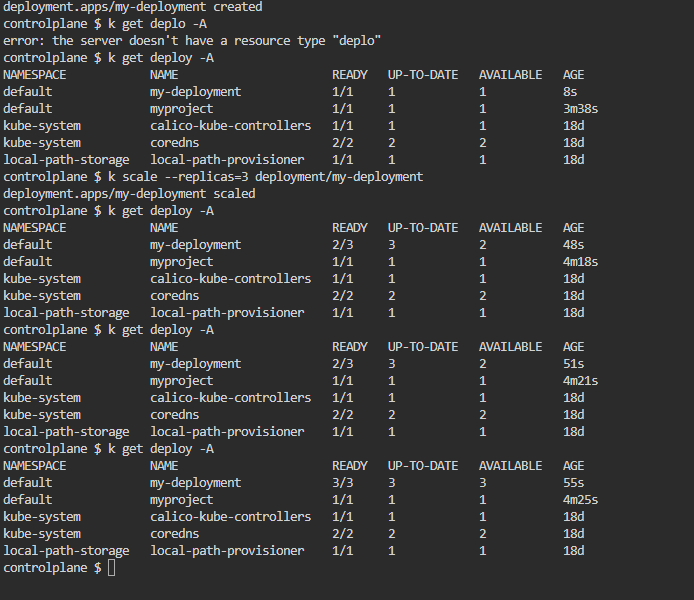 deployment.apps/my-deployment created
controlplane $ k get deplo -A
error: the server doesn't have a resource type "deplo"
controlplane $ k get deploy -A
NAMESPACE            NAME                      READY   UP-TO-DATE   AVAILABLE   AGE
default              my-deployment             1/1     1            1           8s
default              myproject                 1/1     1            1           3m38s
kube-system          calico-kube-controllers   1/1     1            1           18d
kube-system          coredns                   2/2     2            2           18d
local-path-storage   local-path-provisioner    1/1     1            1           18d
controlplane $ k scale --replicas=3 deployment/my-deployment
deployment.apps/my-deployment scaled
controlplane $ k get deploy -A
NAMESPACE            NAME                      READY   UP-TO-DATE   AVAILABLE   AGE
default              my-deployment             2/3     3            2           48s
default              myproject                 1/1     1            1           4m18s
kube-system          calico-kube-controllers   1/1     1            1           18d
kube-system          coredns                   2/2     2            2           18d
local-path-storage   local-path-provisioner    1/1     1            1           18d
controlplane $ k get deploy -A
NAMESPACE            NAME                      READY   UP-TO-DATE   AVAILABLE   AGE
default              my-deployment             2/3     3            2           51s
default              myproject                 1/1     1            1           4m21s
kube-system          calico-kube-controllers   1/1     1            1           18d
kube-system          coredns                   2/2     2            2           18d
local-path-storage   local-path-provisioner    1/1     1            1           18d
controlplane $ k get deploy -A
NAMESPACE            NAME                      READY   UP-TO-DATE   AVAILABLE   AGE
default              my-deployment             3/3     3            3           55s
default              myproject                 1/1     1            1           4m25s
kube-system          calico-kube-controllers   1/1     1            1           18d
kube-system          coredns                   2/2     2            2           18d
local-path-storage   local-path-provisioner    1/1     1            1           18d
controlplane $